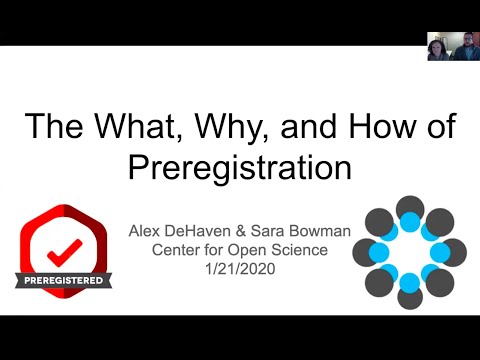 The What, Why, and How of
Preregistration
Alex DeHaven & Sara Bowman
Center for Open Science
1/21/2020
PREREGISTERED